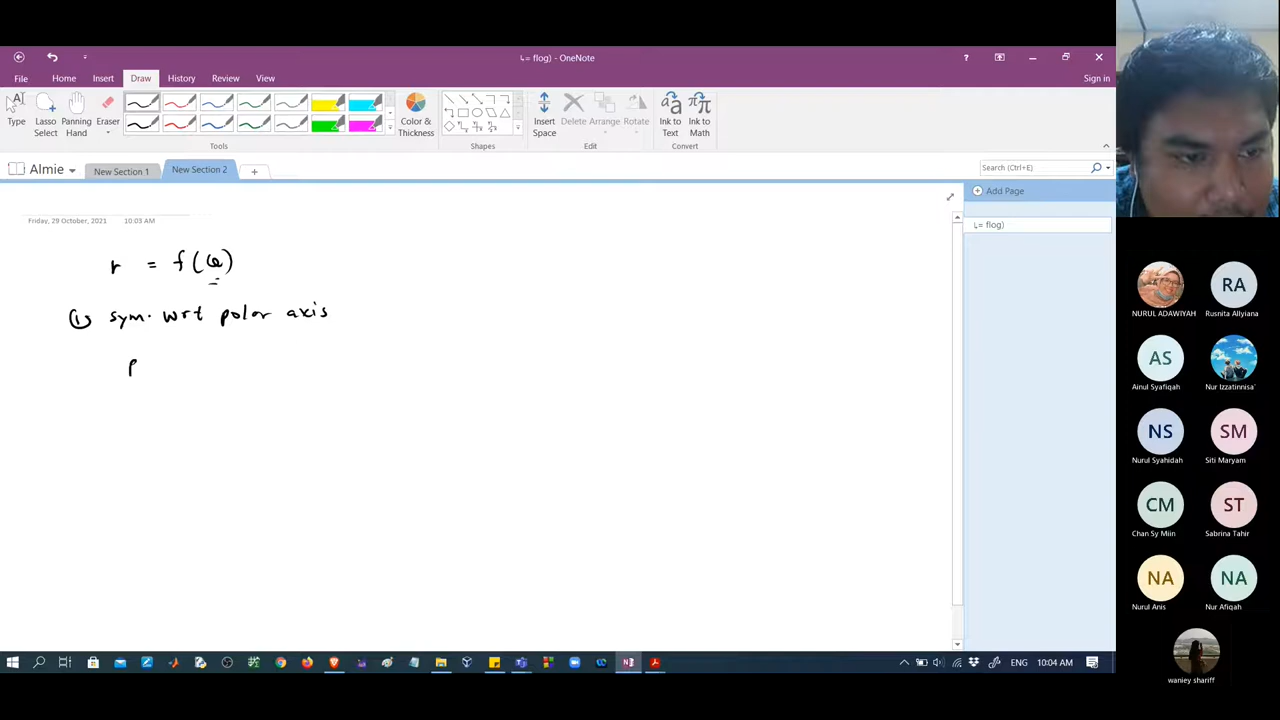 ↳= flog) - OneNote
File
Home
Insert
Draw
History
Review
View
Sign in
Type
Lasso Select
Panning Hand
Eraser
Color & Thickness
Insert Space
Delete
Arrange
Rotate
Ink to Text
Ink to Math
Tools
Shapes
Edit
Convert
Almie
New Section 1
New Section 2
Search (Ctrl+E)
Add Page
↳= flog)
Friday, 29 October, 2021 10:03 AM
r = f(θ)
(i) sym. wrt polar axis
P
NURUL ADAWIYAH
RA
Rusnita Allyiana
AS
Ainul Syafiqah
Nur Izzatinnisa'
NS
Nurul Syahidah
SM
Siti Maryam
CM
Chan Sy Miin
ST
Sabrina Tahir
NA
Nurul Anis
NA
Nur Afiqah
waniey shariff
ENG
10:04 AM